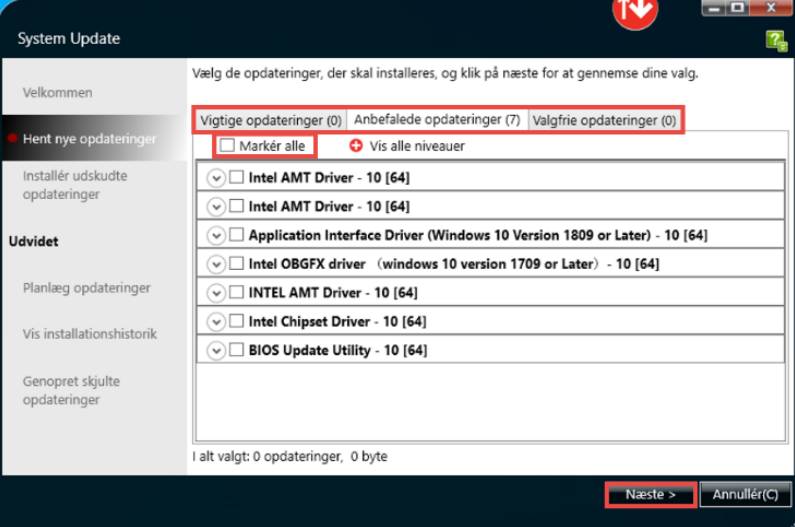 System Update
Velkommen
Hent nye opdateringer
Installér udskudte
opdateringer
Udvidet
Planlæg opdateringer
Vis installationshistorik
Genopret skjulte
opdateringer
Vælg de opdateringer, der skal installeres, og klik på næste for at gennemse dine valg.
Vigtige opdateringer (0) Anbefalede opdateringer (7) Valgfrie opdateringer (0)
Markér alle Vis alle niveauer
Intel AMT Driver - 10 [64]
Intel AMT Driver - 10 [64]
Application Interface Driver (Windows 10 Version 1809 or Later) - 10 [64]
Intel OBGFX driver （windows 10 version 1709 or Later） - 10 [64]
INTEL AMT Driver - 10 [64]
Intel Chipset Driver - 10 [64]
BIOS Update Utility - 10 [64]
I alt valgt: 0 opdateringer, 0 byte
Næste > Annullér(C)